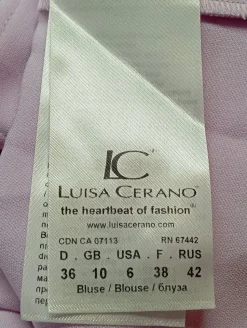 LC
LUISA CERANO®
the heartbeat of fashion®
www.luisacerano.com
CDN CA 07113 RN 67442
D . GB . USA . F . RUS
36 10 6 38 42
Bluse / Blouse / блуза